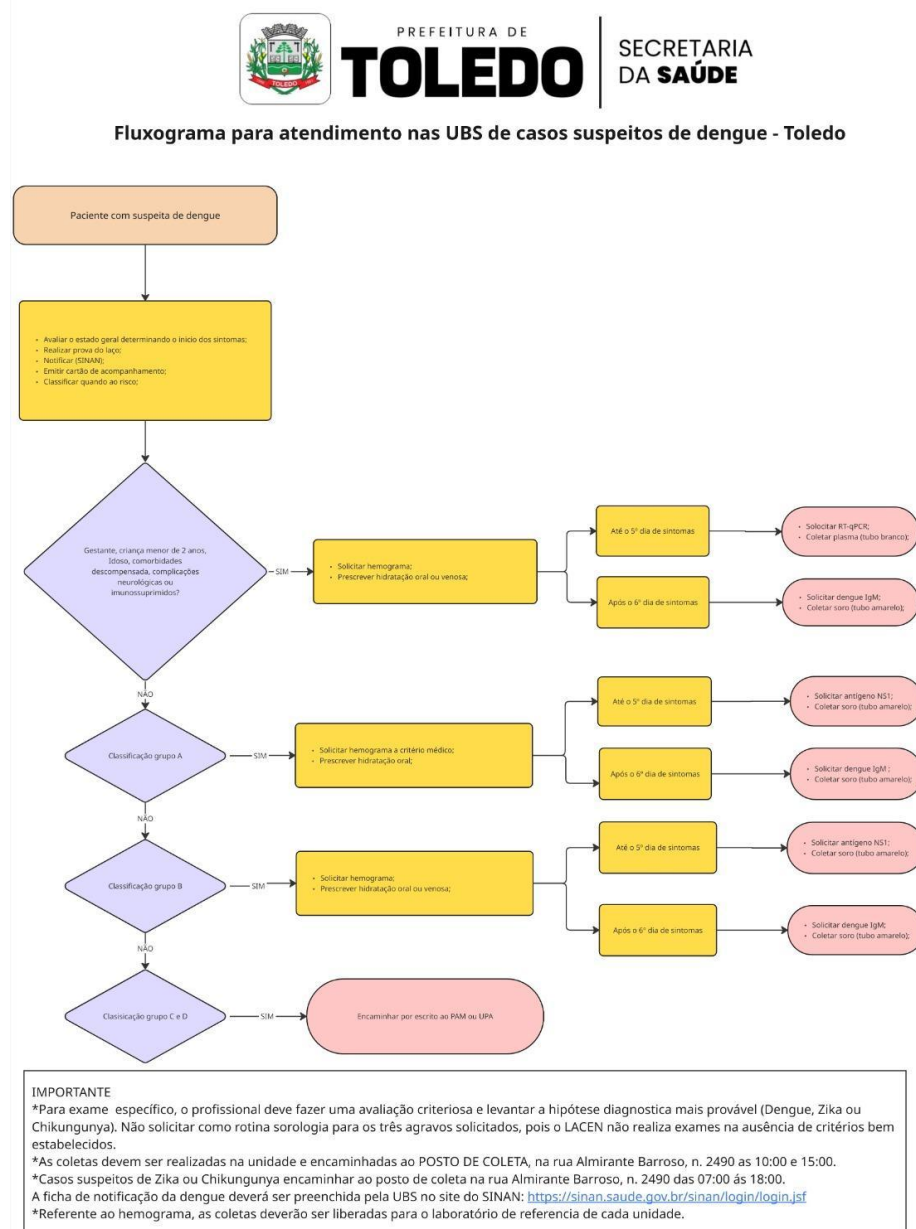 PREFEITURA DE
TOLEDO
SECRETARIA
DA SAÚDE
TOLEDO
Fluxograma para atendimento nas UBS de casos suspeitos de dengue - Toledo
Paciente com suspeita de dengue
• Avaliar o estado geral determinando o inicio dos sintomas;
• Realizar prova do laço;
• Notificar (SINAN);
• Emitir cartão de acompanhamento;
• Classificar quando ao risco;
Gestante, criança menor de 2 anos,
Idoso, comorbidades
descompensada, complicações
neurológicas ou
imunossuprimidos?
SIM
• Solicitar hemograma;
• Prescrever hidratação oral ou venosa;
Até o 5º dia de sintomas
• Solocitar RT-qPCR;
• Coletar plasma (tubo branco);
Após o 6º dia de sintomas
• Solicitar dengue IgM;
• Coletar soro (tubo amarelo);
NÃO
Classificação grupo A
SIM
• Solicitar hemograma a critério médico;
• Prescrever hidratação oral;
Até o 5º dia de sintomas
• Solicitar antígeno NS1;
• Coletar soro (tubo amarelo);
Após o 6º dia de sintomas
• Solicitar dengue IgM ;
• Coletar soro (tubo amarelo);
NÃO
Classificação grupo B
SIM
• Solicitar hemograma;
• Prescrever hidratação oral ou venosa;
Até o 5º dia de sintomas
• Solicitar antígeno NS1;
• Coletar soro (tubo amarelo);
Após o 6º dia de sintomas
• Solicitar dengue IgM;
• Coletar soro (tubo amarelo);
NÃO
Clasisicação grupo C e D
SIM
Encaminhar por escrito ao PAM ou UPA
IMPORTANTE
*Para exame específico, o profissional deve fazer uma avaliação criteriosa e levantar a hipótese diagnostica mais provável (Dengue, Zika ou
Chikungunya). Não solicitar como rotina sorologia para os três agravos solicitados, pois o LACEN não realiza exames na ausência de critérios bem
estabelecidos.
*As coletas devem ser realizadas na unidade e encaminhadas ao POSTO DE COLETA, na rua Almirante Barroso, n. 2490 as 10:00 e 15:00.
*Casos suspeitos de Zika ou Chikungunya encaminhar ao posto de coleta na rua Almirante Barroso, n. 2490 das 07:00 ás 18:00.
A ficha de notificação da dengue deverá ser preenchida pela UBS no site do SINAN: https://sinan.saude.gov.br/sinan/login/login.jsf
*Referente ao hemograma, as coletas deverão ser liberadas para o laboratório de referencia de cada unidade.